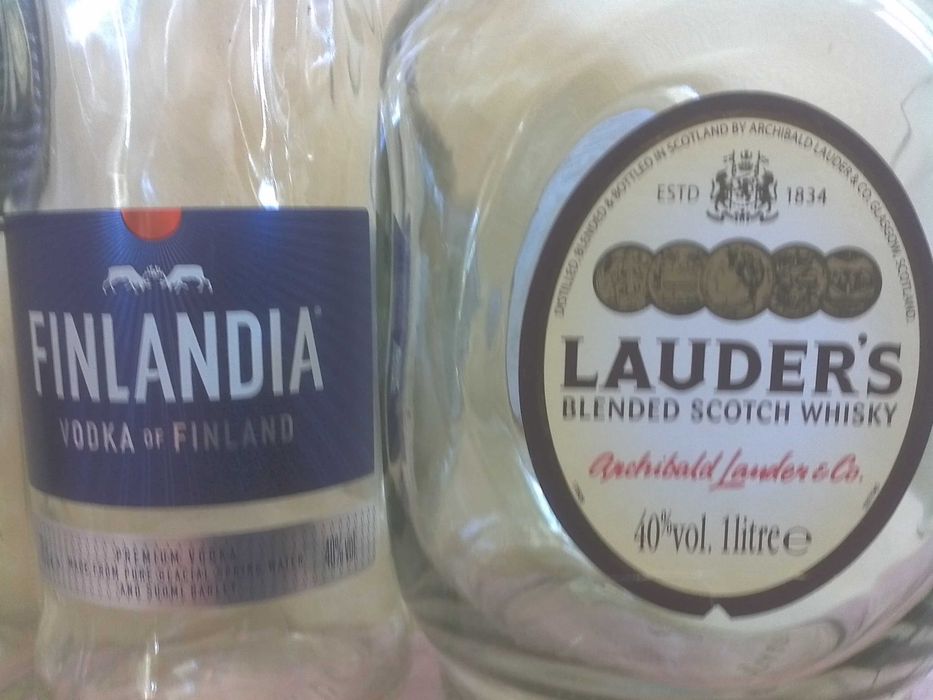 FINLANDIA
VODKA OF FINLAND
PREMIUM VODKA
MADE FROM PURE GLACIAL SPRING WATER
AND SUOMI BARLEY
40% vol
DISTILLED, BLENDED & BOTTLED IN SCOTLAND BY ARCHIBALD LAUDER & CO. GLASGOW, SCOTLAND.
ESTD 1834
LAUDER'S
BLENDED SCOTCH WHISKY
Archibald Lauder & Co.
40%vol. 1litre e